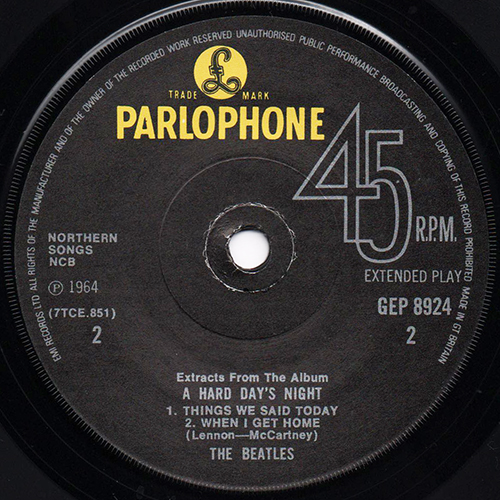 EMI RECORDS LTD ALL RIGHTS OF THE MANUFACTURER AND OF THE OWNER OF THE RECORDED WORK RESERVED UNAUTHORISED PUBLIC PERFORMANCE BROADCASTING AND COPYING OF THIS RECORD PROHIBITED MADE IN GT BRITAIN
£
TRADE MARK
PARLOPHONE
45
R.P.M.
EXTENDED PLAY
NORTHERN
SONGS
NCB
Ⓟ 1964
(7TCE.851)
2
GEP 8924
2
Extracts From The Album
A HARD DAY'S NIGHT
1. THINGS WE SAID TODAY
2. WHEN I GET HOME
(Lennon—McCartney)
THE BEATLES